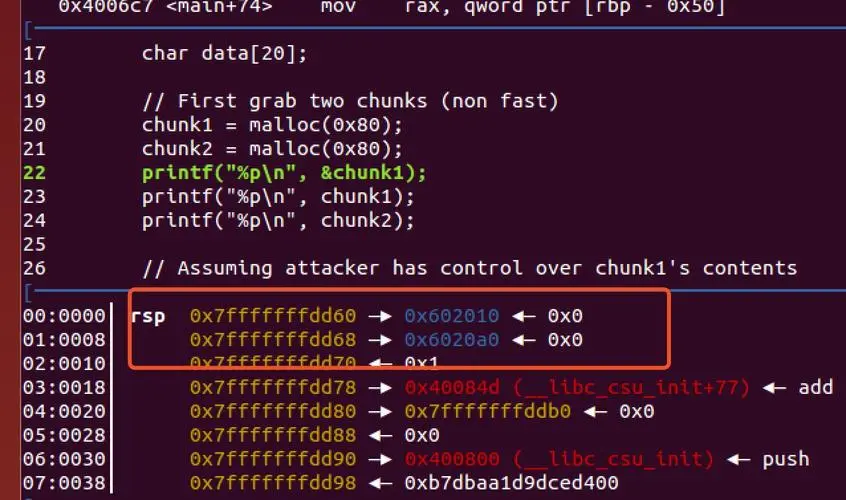 0x4006c7 <main+74>    mov    rax, qword ptr [rbp - 0x50]
[
17        char data[20];
18
19        // First grab two chunks (non fast)
20        chunk1 = malloc(0x80);
21        chunk2 = malloc(0x80);
22        printf("%p\n", &chunk1);
23        printf("%p\n", chunk1);
24        printf("%p\n", chunk2);
25
26        // Assuming attacker has control over chunk1's contents
[
00:0000│ rsp  0x7fffffffdd60 —▸ 0x602010 ◂— 0x0
01:0008│      0x7fffffffdd68 —▸ 0x6020a0 ◂— 0x0
02:0010│      0x7fffffffdd70 ◂— 0x1
03:0018│      0x7fffffffdd78 —▸ 0x40084d (__libc_csu_init+77) ◂— add
04:0020│      0x7fffffffdd80 —▸ 0x7fffffffddb0 ◂— 0x0
05:0028│      0x7fffffffdd88 ◂— 0x0
06:0030│      0x7fffffffdd90 —▸ 0x400800 (__libc_csu_init) ◂— push
07:0038│      0x7fffffffdd98 ◂— 0xb7dbaa1d9dced400